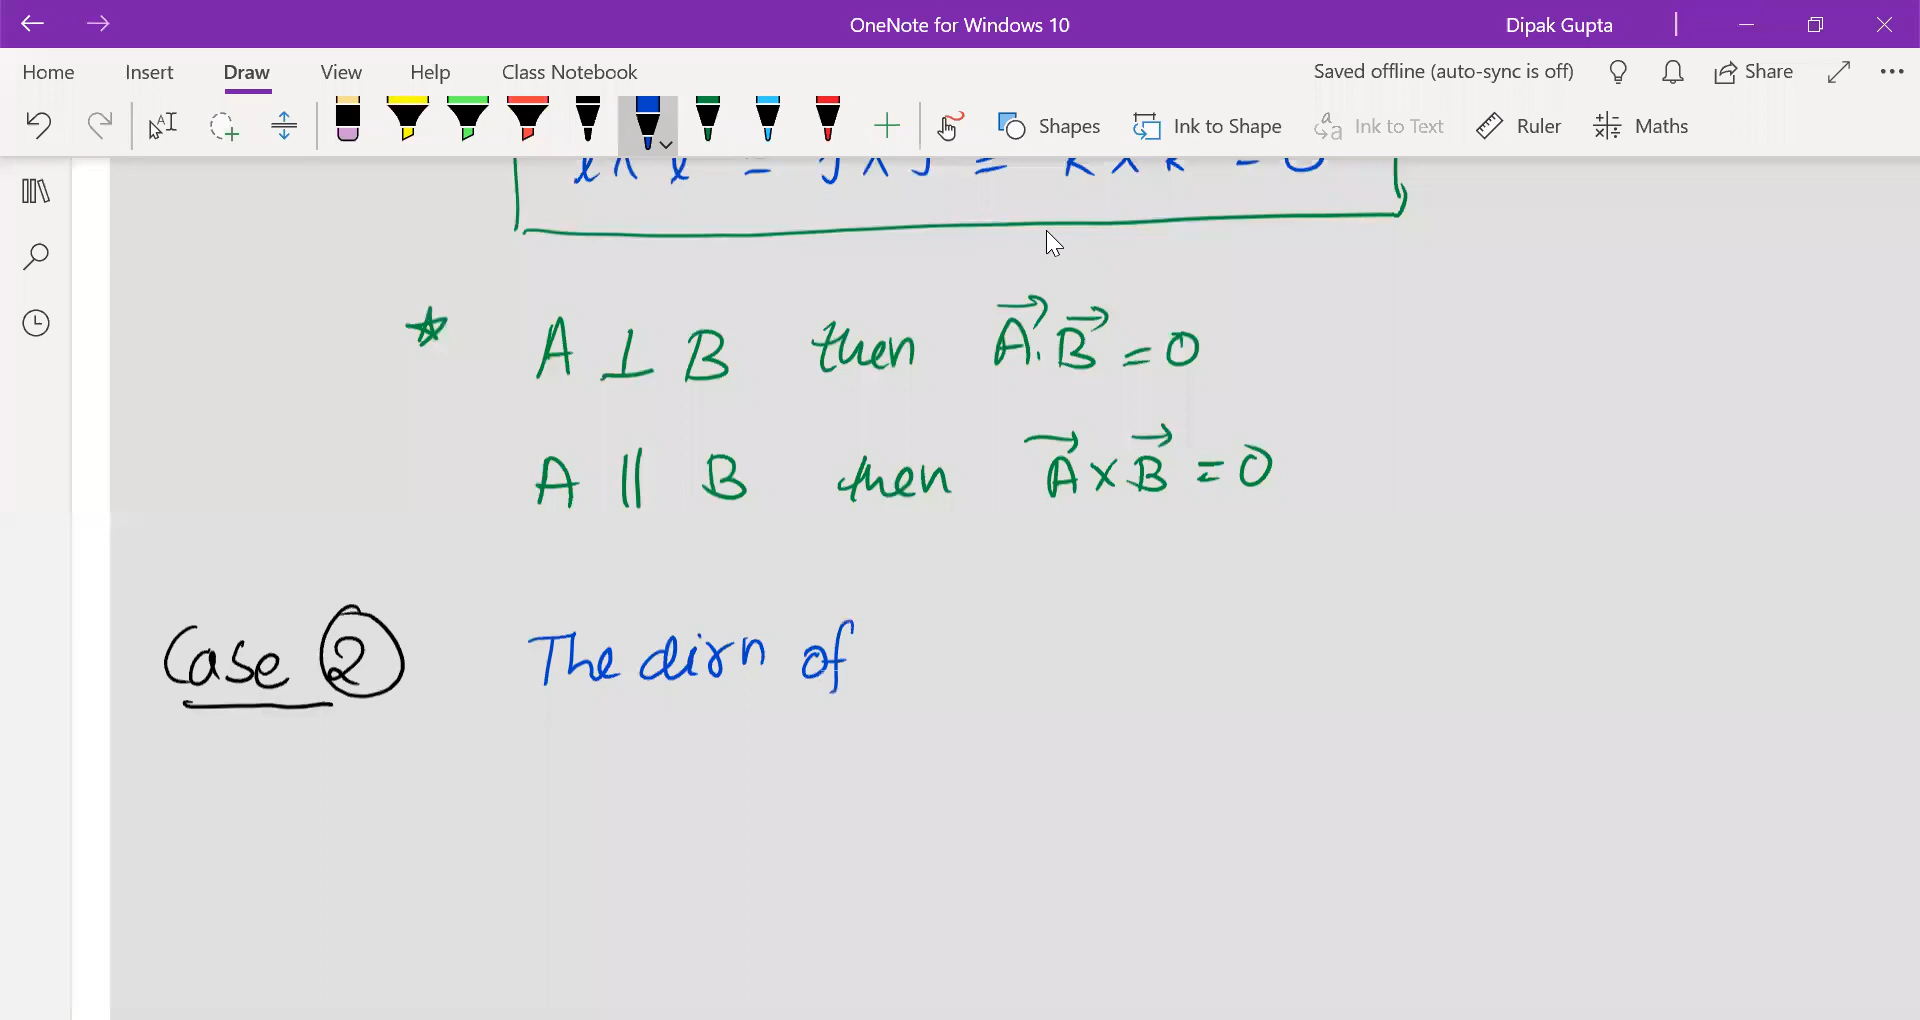 OneNote for Windows 10
Dipak Gupta
Home Insert Draw View Help Class Notebook
Saved offline (auto-sync is off) Share
Shapes Ink to Shape Ink to Text Ruler Maths
* A ⊥ B then A⃗.B⃗ = 0
A || B then A⃗×B⃗ = 0
Case 2 The dirn of